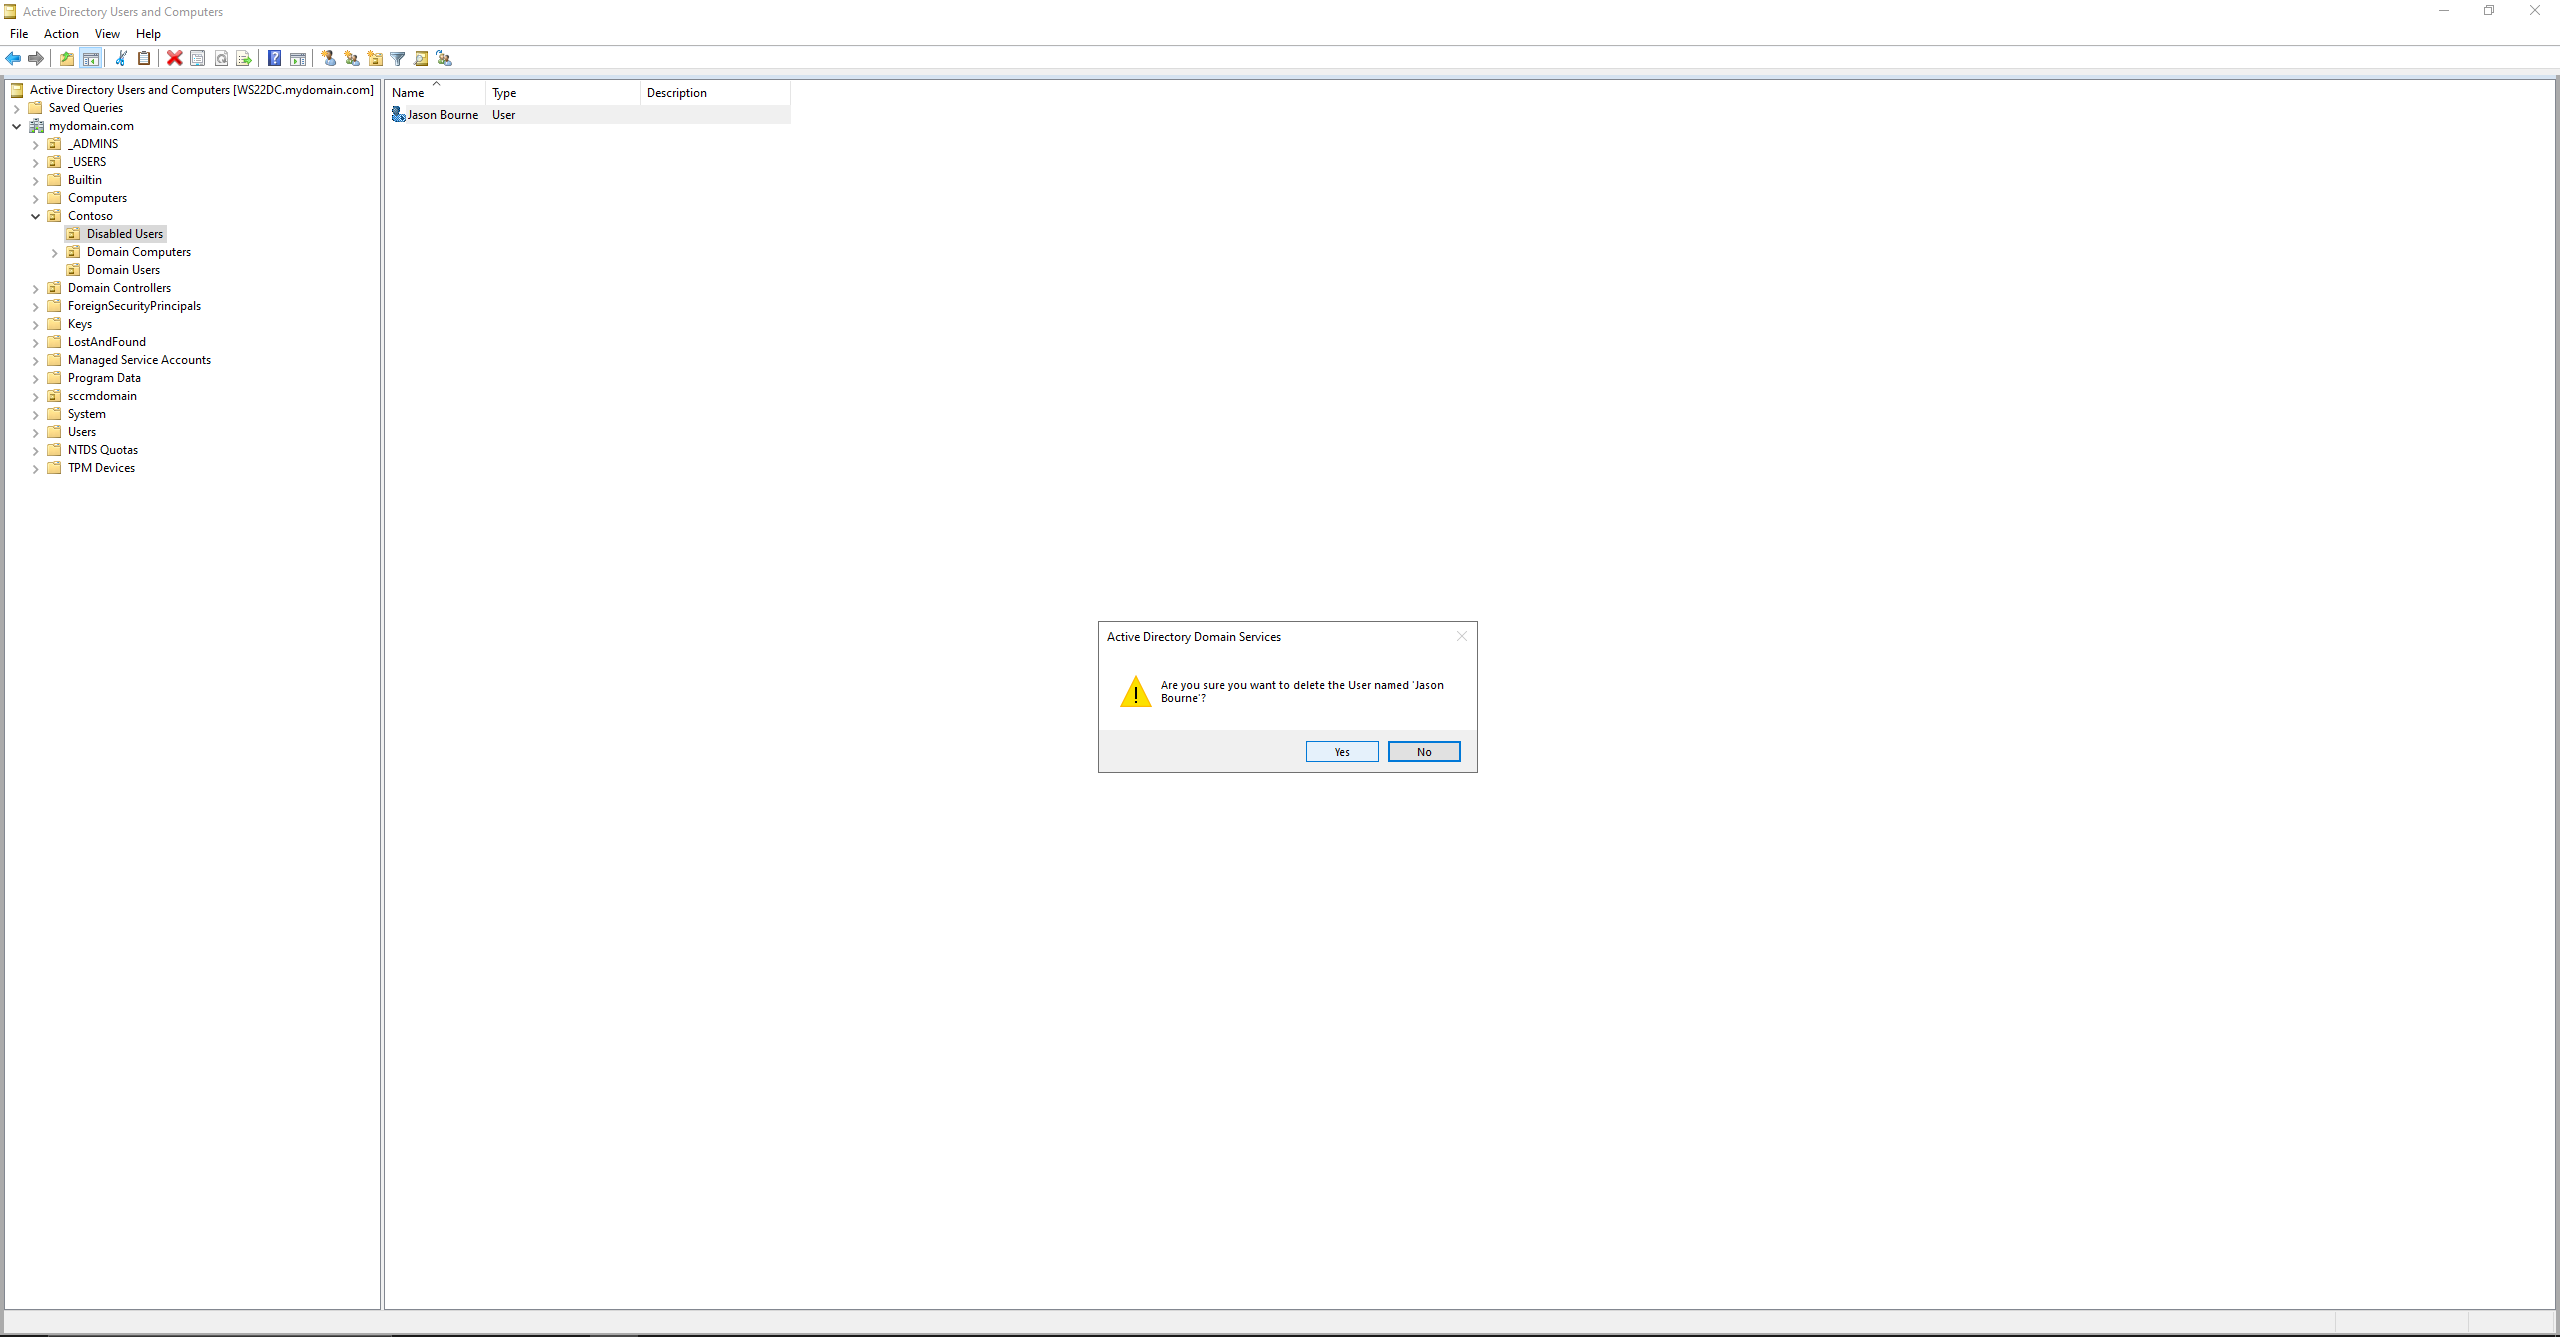 Active Directory Users and Computers
File Action View Help
Active Directory Users and Computers [WS22DC.mydomain.com]
Saved Queries
mydomain.com
_ADMINS
_USERS
Builtin
Computers
Contoso
Disabled Users
Domain Computers
Domain Users
Domain Controllers
ForeignSecurityPrincipals
Keys
LostAndFound
Managed Service Accounts
Program Data
sccmdomain
System
Users
NTDS Quotas
TPM Devices
Name Type Description
Jason Bourne User
Active Directory Domain Services
Are you sure you want to delete the User named 'Jason
Bourne'?
Yes No